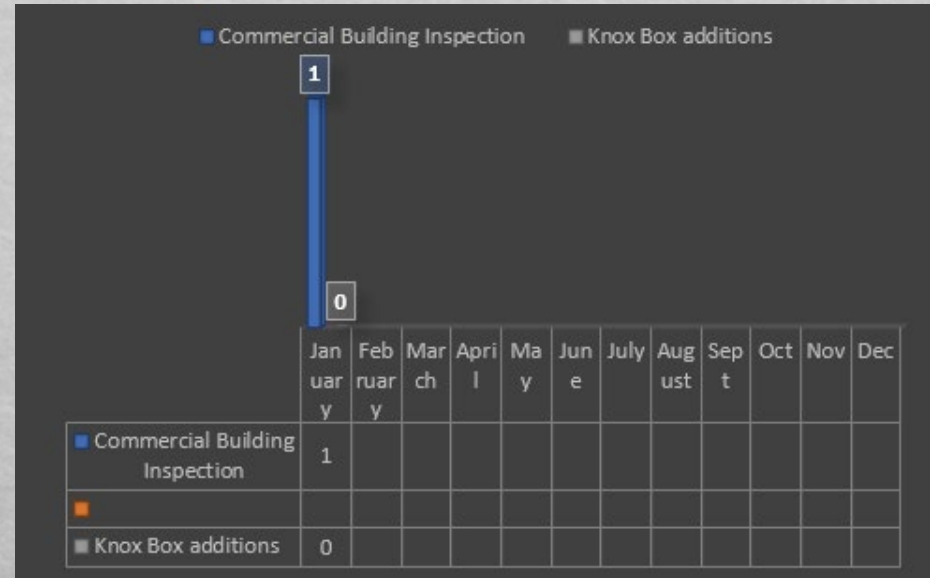 Commercial Building Inspection Knox Box additions
1
0
Jan Feb Mar Apri Ma Jun July Aug Sep Oct Nov Dec
uar ruar ch l y e ust t
y y
Commercial Building
Inspection 1
Knox Box additions 0